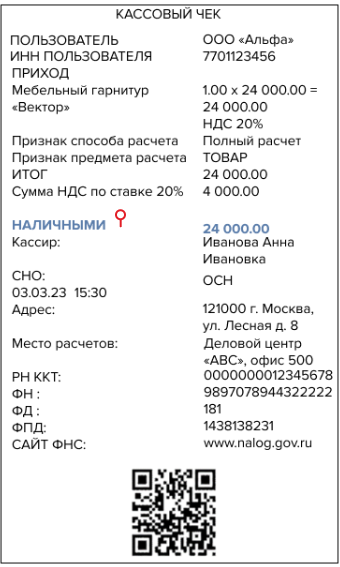 КАССОВЫЙ ЧЕК
ПОЛЬЗОВАТЕЛЬ ООО «Альфа»
ИНН ПОЛЬЗОВАТЕЛЯ 7701123456
ПРИХОД
Мебельный гарнитур 1.00 x 24 000.00 =
«Вектор» 24 000.00
НДС 20%
Признак способа расчета Полный расчет
Признак предмета расчета ТОВАР
ИТОГ 24 000.00
Сумма НДС по ставке 20% 4 000.00
НАЛИЧНЫМИ 24 000.00
Кассир: Иванова Анна
Ивановка
СНО: ОСН
03.03.23 15:30
Адрес: 121000 г. Москва,
ул. Лесная д. 8
Место расчетов: Деловой центр
«АВС», офис 500
РН ККТ: 0000000012345678
ФН : 9897078944322222
ФД : 181
ФПД: 1438138231
САЙТ ФНС: www.nalog.gov.ru